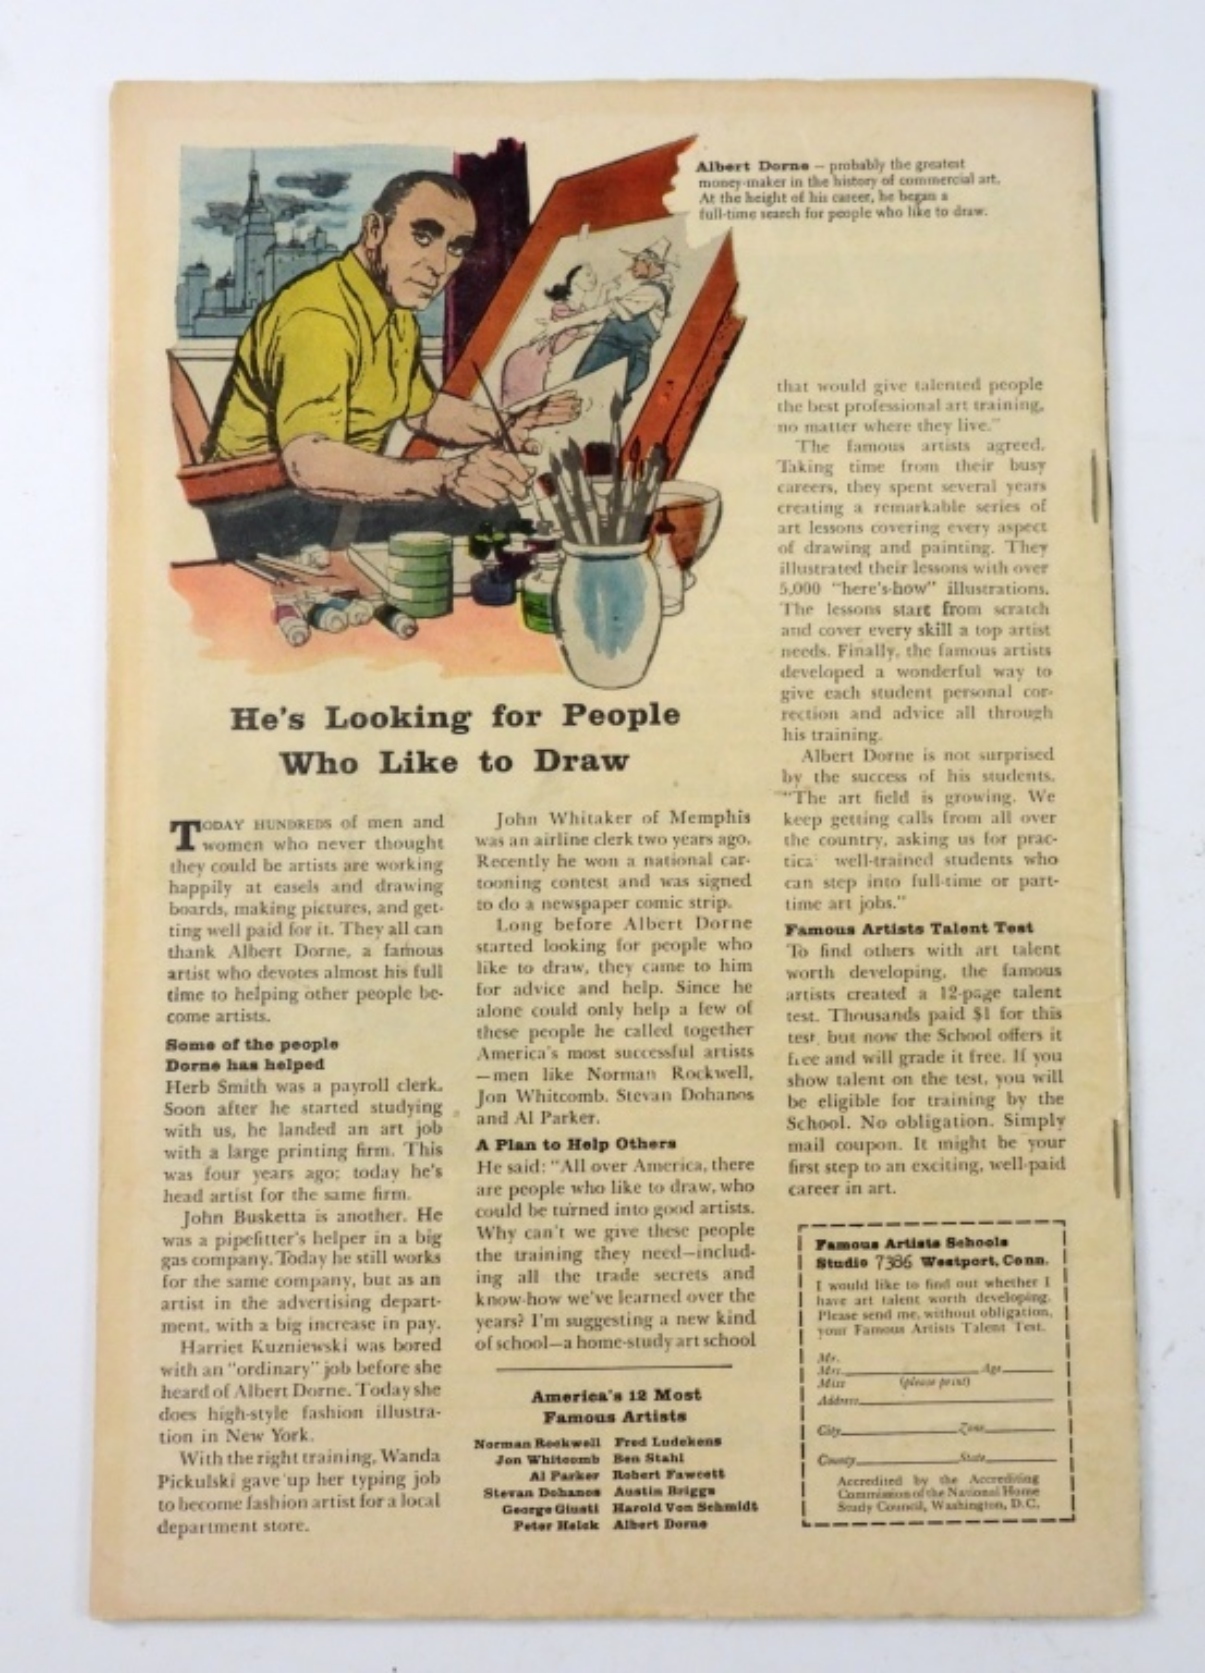 Albert Dorne – probably the greatest
money-maker in the history of commercial art.
At the height of his career, he began a
full-time search for people who like to draw.
He's Looking for People
Who Like to Draw
TODAY HUNDREDS of men and
women who never thought
they could be artists are working
happily at easels and drawing
boards, making pictures, and get-
ting well paid for it. They all can
thank Albert Dorne, a famous
artist who devotes almost his full
time to helping other people be-
come artists.
Some of the people
Dorne has helped
Herb Smith was a payroll clerk.
Soon after he started studying
with us, he landed an art job
with a large printing firm. This
was four years ago; today he's
head artist for the same firm.
John Busketta is another. He
was a pipefitter's helper in a big
gas company. Today he still works
for the same company, but as an
artist in the advertising depart-
ment, with a big increase in pay.
Harriet Kuzniewski was bored
with an "ordinary" job before she
heard of Albert Dorne. Today she
does high-style fashion illustra-
tion in New York.
With the right training, Wanda
Pickulski gave up her typing job
to become fashion artist for a local
department store.
John Whitaker of Memphis
was an airline clerk two years ago.
Recently he won a national car-
tooning contest and was signed
to do a newspaper comic strip.
Long before Albert Dorne
started looking for people who
like to draw, they came to him
for advice and help. Since he
alone could only help a few of
these people he called together
America's most successful artists
—men like Norman Rockwell,
Jon Whitcomb, Stevan Dohanos
and Al Parker.
A Plan to Help Others
He said: "All over America, there
are people who like to draw, who
could be turned into good artists.
Why can't we give these people
the training they need—includ-
ing all the trade secrets and
know-how we've learned over the
years? I'm suggesting a new kind
of school—a home-study art school
America's 12 Most
Famous Artists
Norman Rockwell Fred Ludekens
Jon Whitcomb Ben Stahl
Al Parker Robert Fawcett
Stevan Dohanos Austin Briggs
George Giusti Harold Von Schmidt
Peter Helck Albert Dorne
that would give talented people
the best professional art training,
no matter where they live."
The famous artists agreed.
Taking time from their busy
careers, they spent several years
creating a remarkable series of
art lessons covering every aspect
of drawing and painting. They
illustrated their lessons with over
5,000 "here's-how" illustrations.
The lessons start from scratch
and cover every skill a top artist
needs. Finally, the famous artists
developed a wonderful way to
give each student personal cor-
rection and advice all through
his training.
Albert Dorne is not surprised
by the success of his students.
"The art field is growing. We
keep getting calls from all over
the country, asking us for prac-
tica well-trained students who
can step into full-time or part-
time art jobs."
Famous Artists Talent Test
To find others with art talent
worth developing, the famous
artists created a 12-page talent
test. Thousands paid $1 for this
test, but now the School offers it
free and will grade it free. If you
show talent on the test, you will
be eligible for training by the
School. No obligation. Simply
mail coupon. It might be your
first step to an exciting, well-paid
career in art.
Famous Artists Schools
Studio 7386 Westport, Conn.
I would like to find out whether I
have art talent worth developing.
Please send me, without obligation,
your Famous Artists Talent Test.
Mr.
Mrs. Age
Miss (please print)
Address
City Zone
County State
Accredited by the Accrediting
Commission of the National Home
Study Council, Washington, D.C.